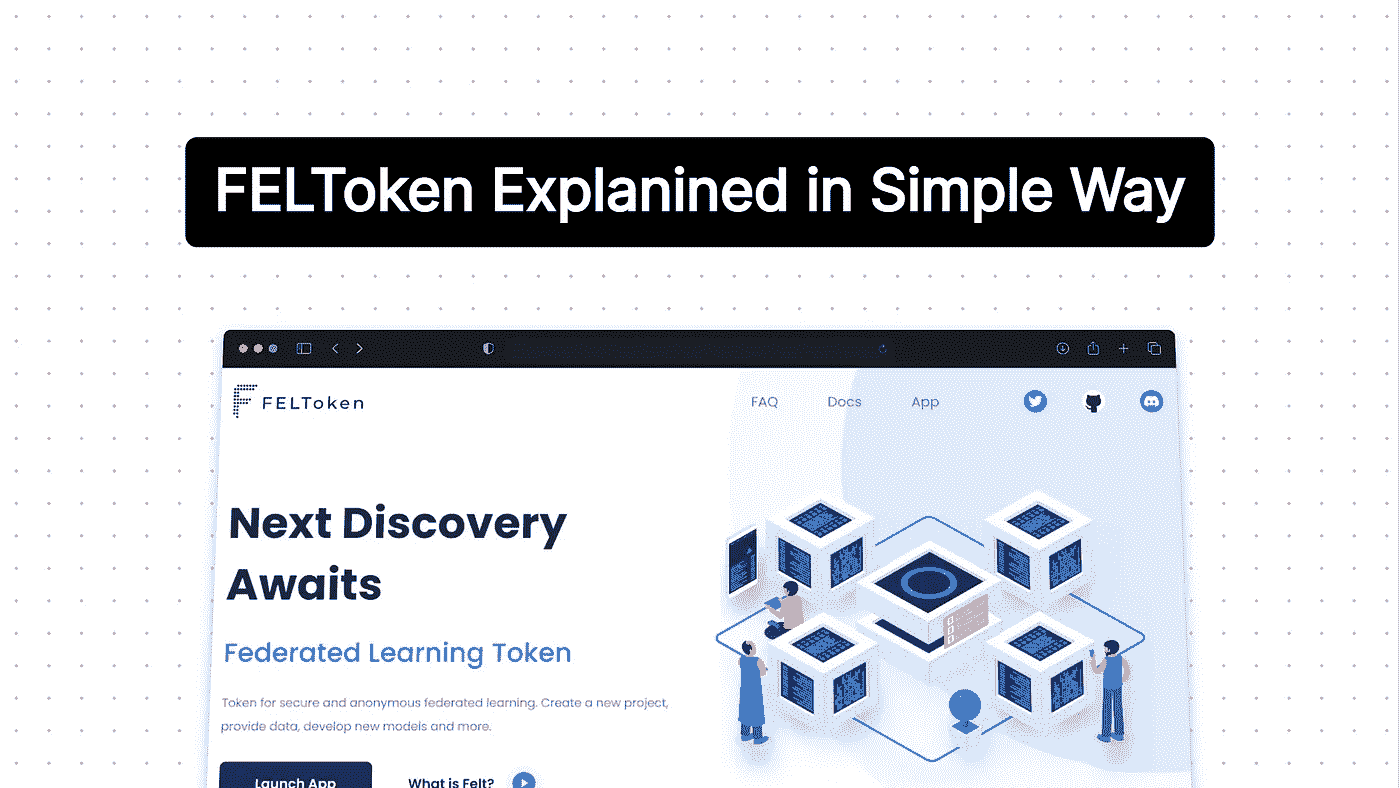 FELToken Explanined in Simple Way
FELToken
FAQ Docs App
Next Discovery
Awaits
Federated Learning Token
Token for secure and anonymous federated learning. Create a new project,
provide data, develop new models and more.
Launch App What is Felt?